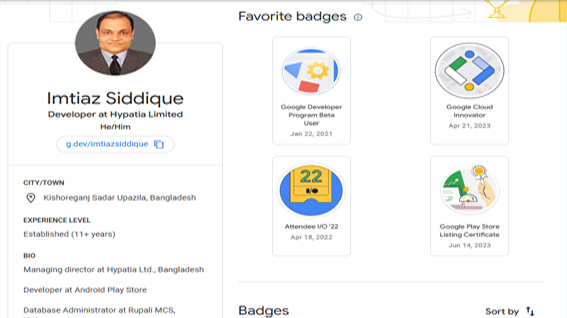 Imtiaz Siddique
Developer at Hypatia Limited
He/Him
g.dev/imtiazsiddique
CITY/TOWN
Kishoreganj Sadar Upazila, Bangladesh
EXPERIENCE LEVEL
Established (11+ years)
BIO
Managing director at Hypatia Ltd., Bangladesh
Developer at Android Play Store
Database Administrator at Rupali MCS,
Favorite badges
Google Developer
Program Beta
User
Jan 22, 2021
Google Cloud
Innovator
Apr 21, 2023
22
I/O
Attendee I/O '22
Apr 18, 2022
Google Play Store
Listing Certificate
Jun 14, 2023
Badges
Sort by